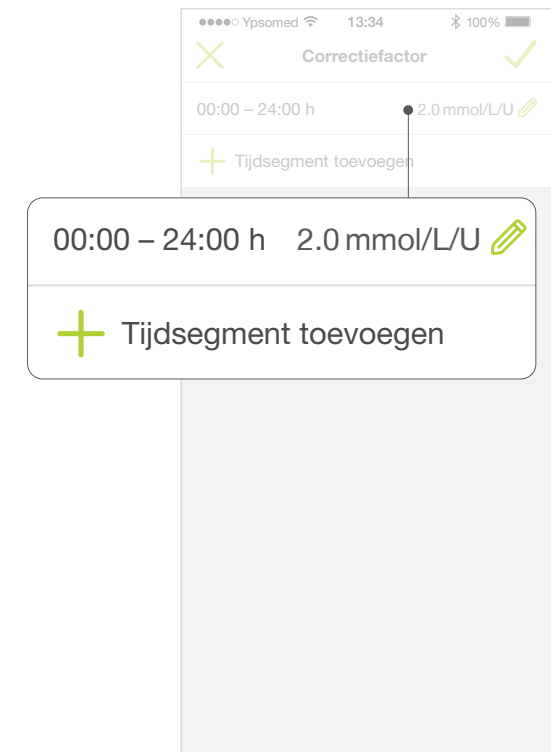 Ypsomed 13:34 100%
Correctiefactor
00:00 – 24:00 h 2.0 mmol/L/U
Tijdsegment toevoegen
00:00 – 24:00 h 2.0 mmol/L/U
Tijdsegment toevoegen